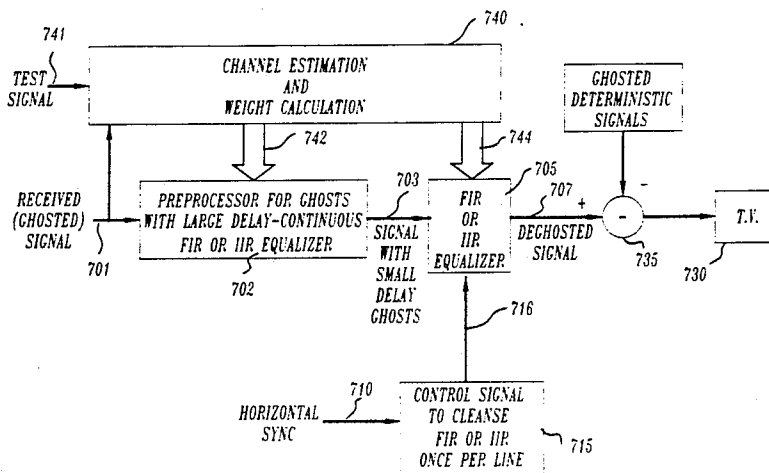 740
741
CHANNEL ESTIMATION
AND
WEIGHT CALCULATION
TEST
SIGNAL
GHOSTED
DETERMINISTIC
SIGNALS
742
744
705
703
707
RECEIVED
(GHOSTED)
SIGNAL
701
PREPROCESSOR FOR GHOSTS
WITH LARGE DELAY-CONTINUOUS
FIR OR IIR EQUALIZER
702
SIGNAL
WITH
SMALL
DELAY
GHOSTS
FIR
OR
IIR
EQUALIZER
+
-
-
DEGHOSTED
SIGNAL
735
T.V.
730
716
710
HORIZONTAL
SYNC
CONTROL SIGNAL
TO CLEANSE
FIR OR IIR
ONCE PER LINE
715